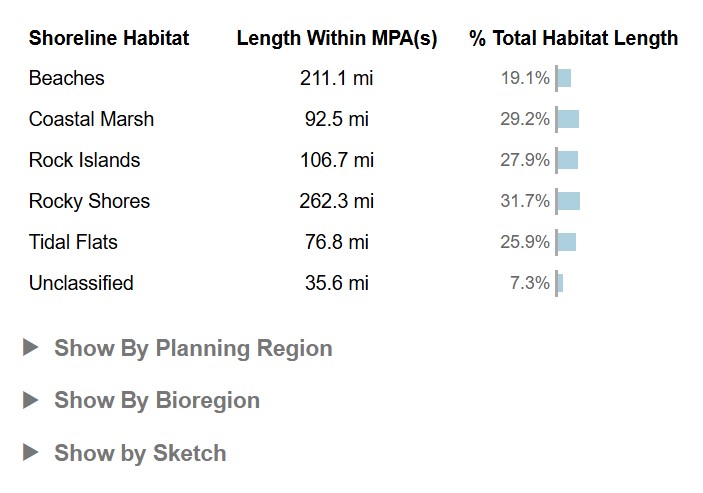 Shoreline Habitat Length Within MPA(s) % Total Habitat Length
Beaches 211.1 mi 19.1%
Coastal Marsh 92.5 mi 29.2%
Rock Islands 106.7 mi 27.9%
Rocky Shores 262.3 mi 31.7%
Tidal Flats 76.8 mi 25.9%
Unclassified 35.6 mi 7.3%
Show By Planning Region
Show By Bioregion
Show by Sketch